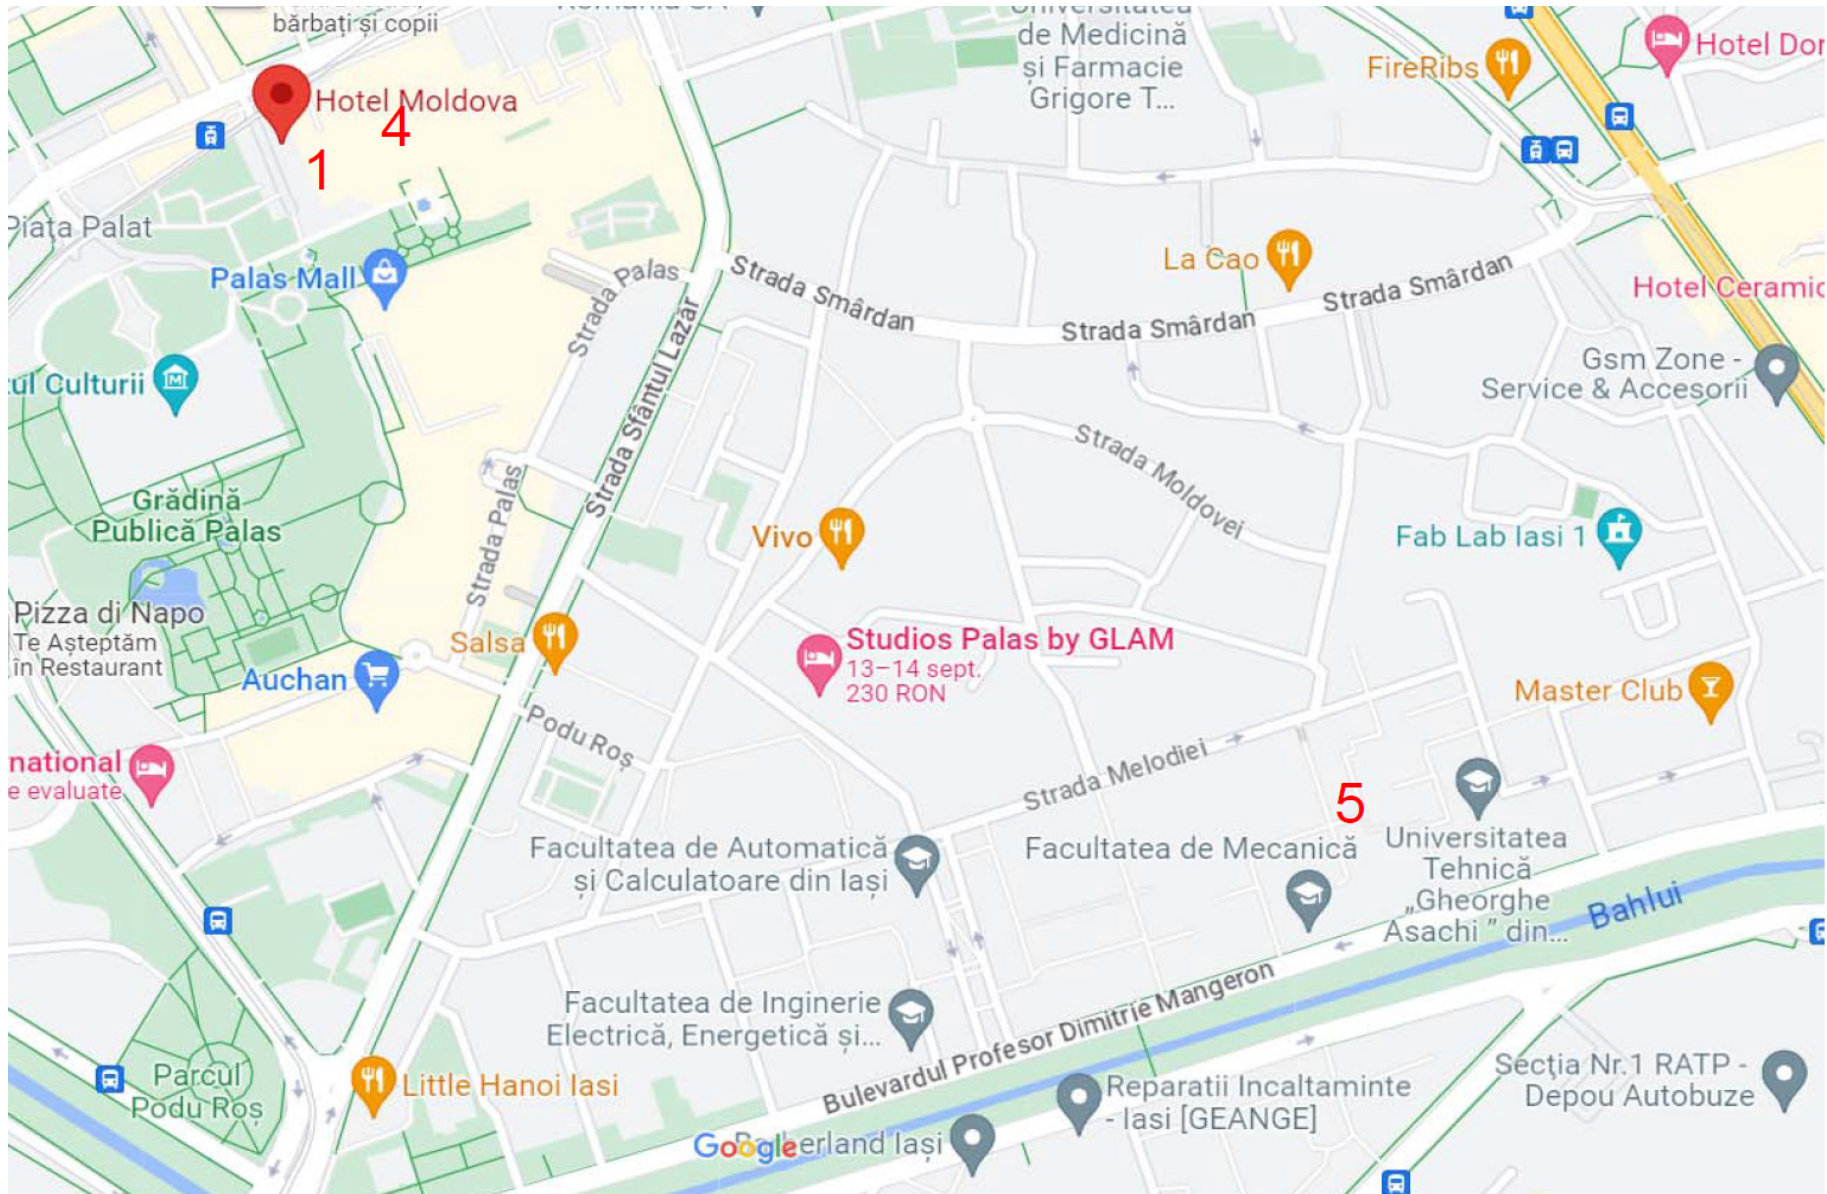 bărbați și copii
Hotel Moldova
4
1
Piața Palat
Palas Mall
Strada Palas
Strada Sfântul Lazăr
Strada Smârdan
Strada Smârdan
Strada Smârdan
de Medicină
și Farmacie
Grigore T...
FireRibs
Hotel Dor
La Cao
Hotel Ceramic
Gsm Zone -
Service & Accesorii
ul Culturii
Grădină
Publică Palas
Strada Palas
Strada Moldovei
Vivo
Fab Lab Iasi 1
Pizza di Napo
Te Așteptăm
în Restaurant
Salsa
Auchan
Studios Palas by GLAM
13–14 sept.
230 RON
Master Club
Podu Roș
national
e evaluate
Strada Melodiei
5
Facultatea de Automatică
și Calculatoare din Iași
Facultatea de Mecanică
Universitatea
Tehnică
„Gheorghe
Asachi ” din...
Bahlui
Facultatea de Inginerie
Electrică, Energetică și...
Bulevardul Profesor Dimitrie Mangeron
Parcul
Podu Roș
Little Hanoi Iasi
Reparatii Incaltaminte
- Iasi [GEANGE]
Secția Nr.1 RATP -
Depou Autobuze
Google
erland Iași